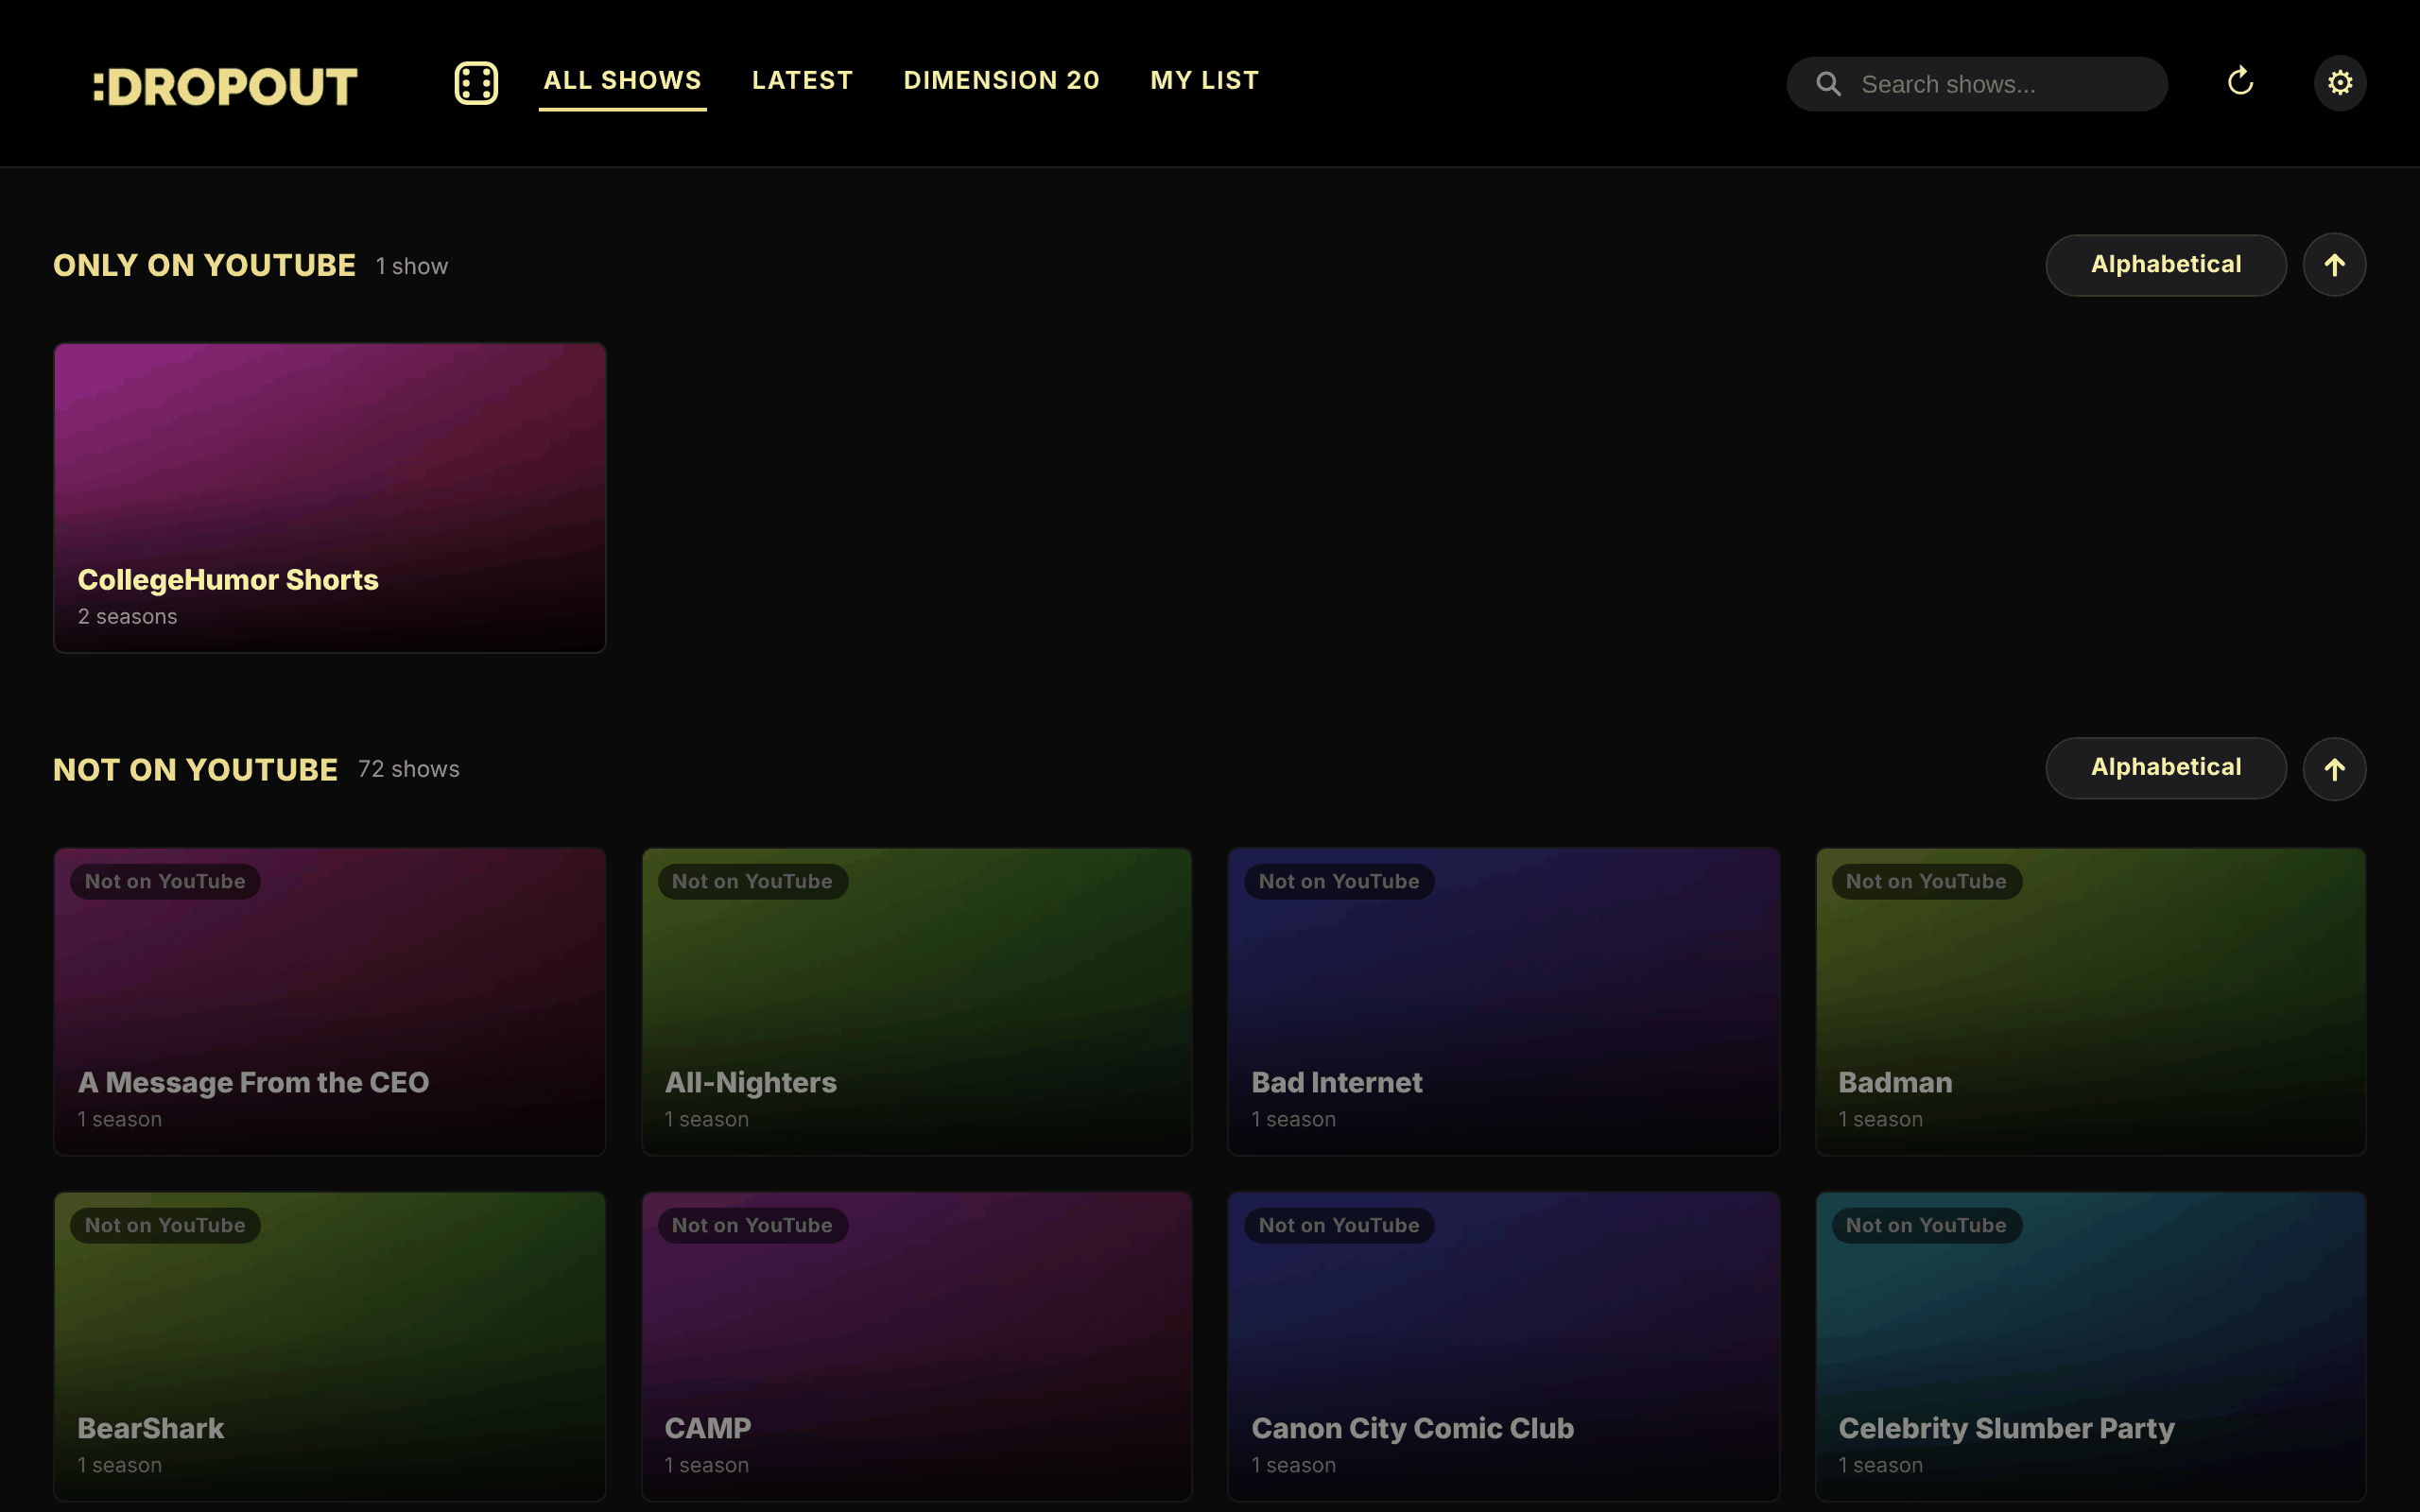 :DROPOUT
ALL SHOWS LATEST DIMENSION 20 MY LIST
Search shows...
ONLY ON YOUTUBE 1 show
Alphabetical
CollegeHumor Shorts
2 seasons
NOT ON YOUTUBE 72 shows
Alphabetical
Not on YouTube
A Message From the CEO
1 season
Not on YouTube
All-Nighters
1 season
Not on YouTube
Bad Internet
1 season
Not on YouTube
Badman
1 season
Not on YouTube
BearShark
1 season
Not on YouTube
CAMP
1 season
Not on YouTube
Canon City Comic Club
1 season
Not on YouTube
Celebrity Slumber Party
1 season